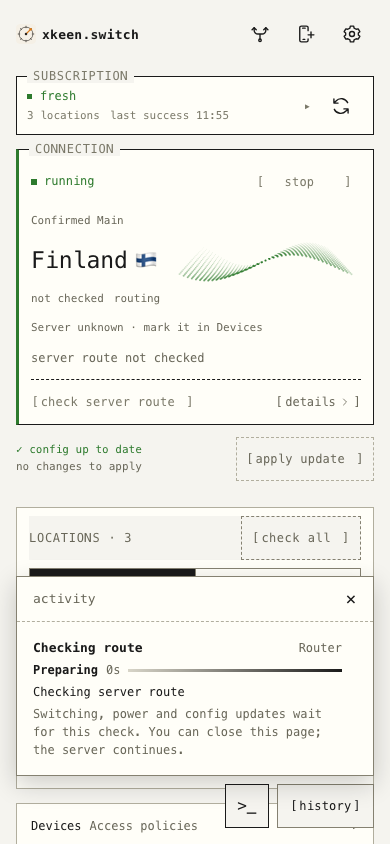 xkeen.switch
SUBSCRIPTION
fresh
3 locations last success 11:55
CONNECTION
running
[ stop ]
Confirmed Main
Finland
not checked routing
Server unknown · mark it in Devices
server route not checked
[check server route ]
[details > ]
✓ config up to date
no changes to apply
[apply update ]
LOCATIONS · 3
[check all ]
activity ×
Checking route Router
Preparing 0s
Checking server route
Switching, power and config updates wait
for this check. You can close this page;
the server continues.
>_
[history]
Devices Access policies